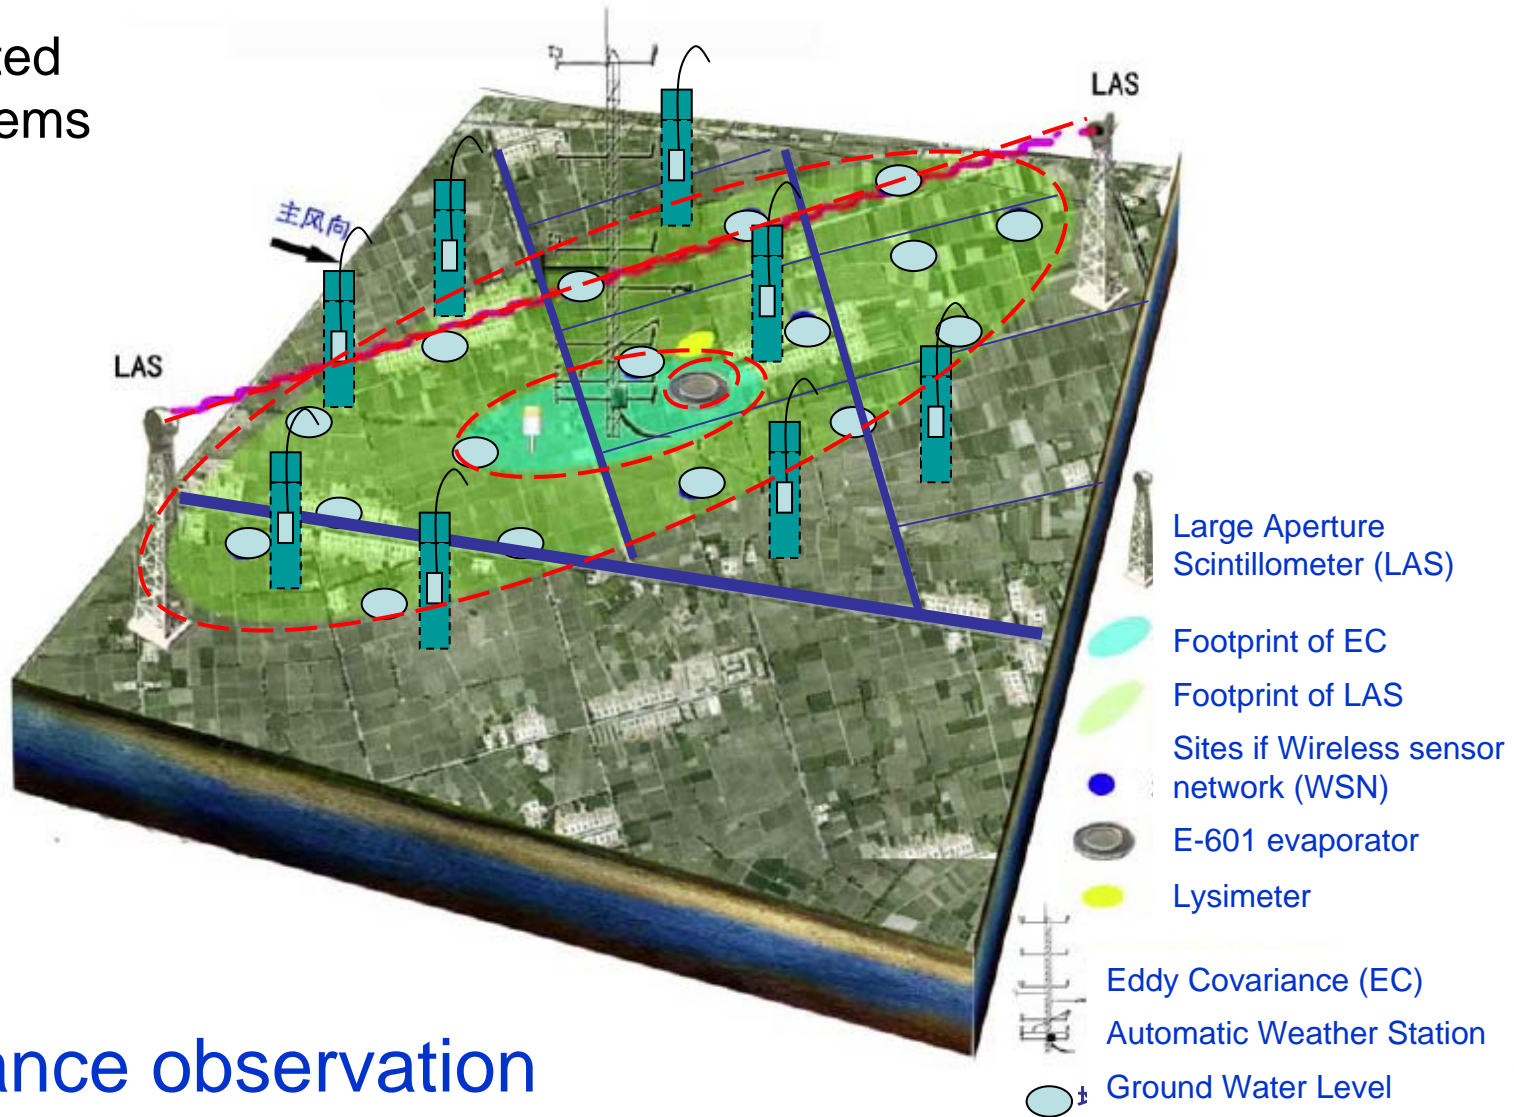 ted
ems
LAS
主风向
LAS
Large Aperture
Scintillometer (LAS)
Footprint of EC
Footprint of LAS
Sites if Wireless sensor
network (WSN)
E-601 evaporator
Lysimeter
Eddy Covariance (EC)
Automatic Weather Station
Ground Water Level
ance observation